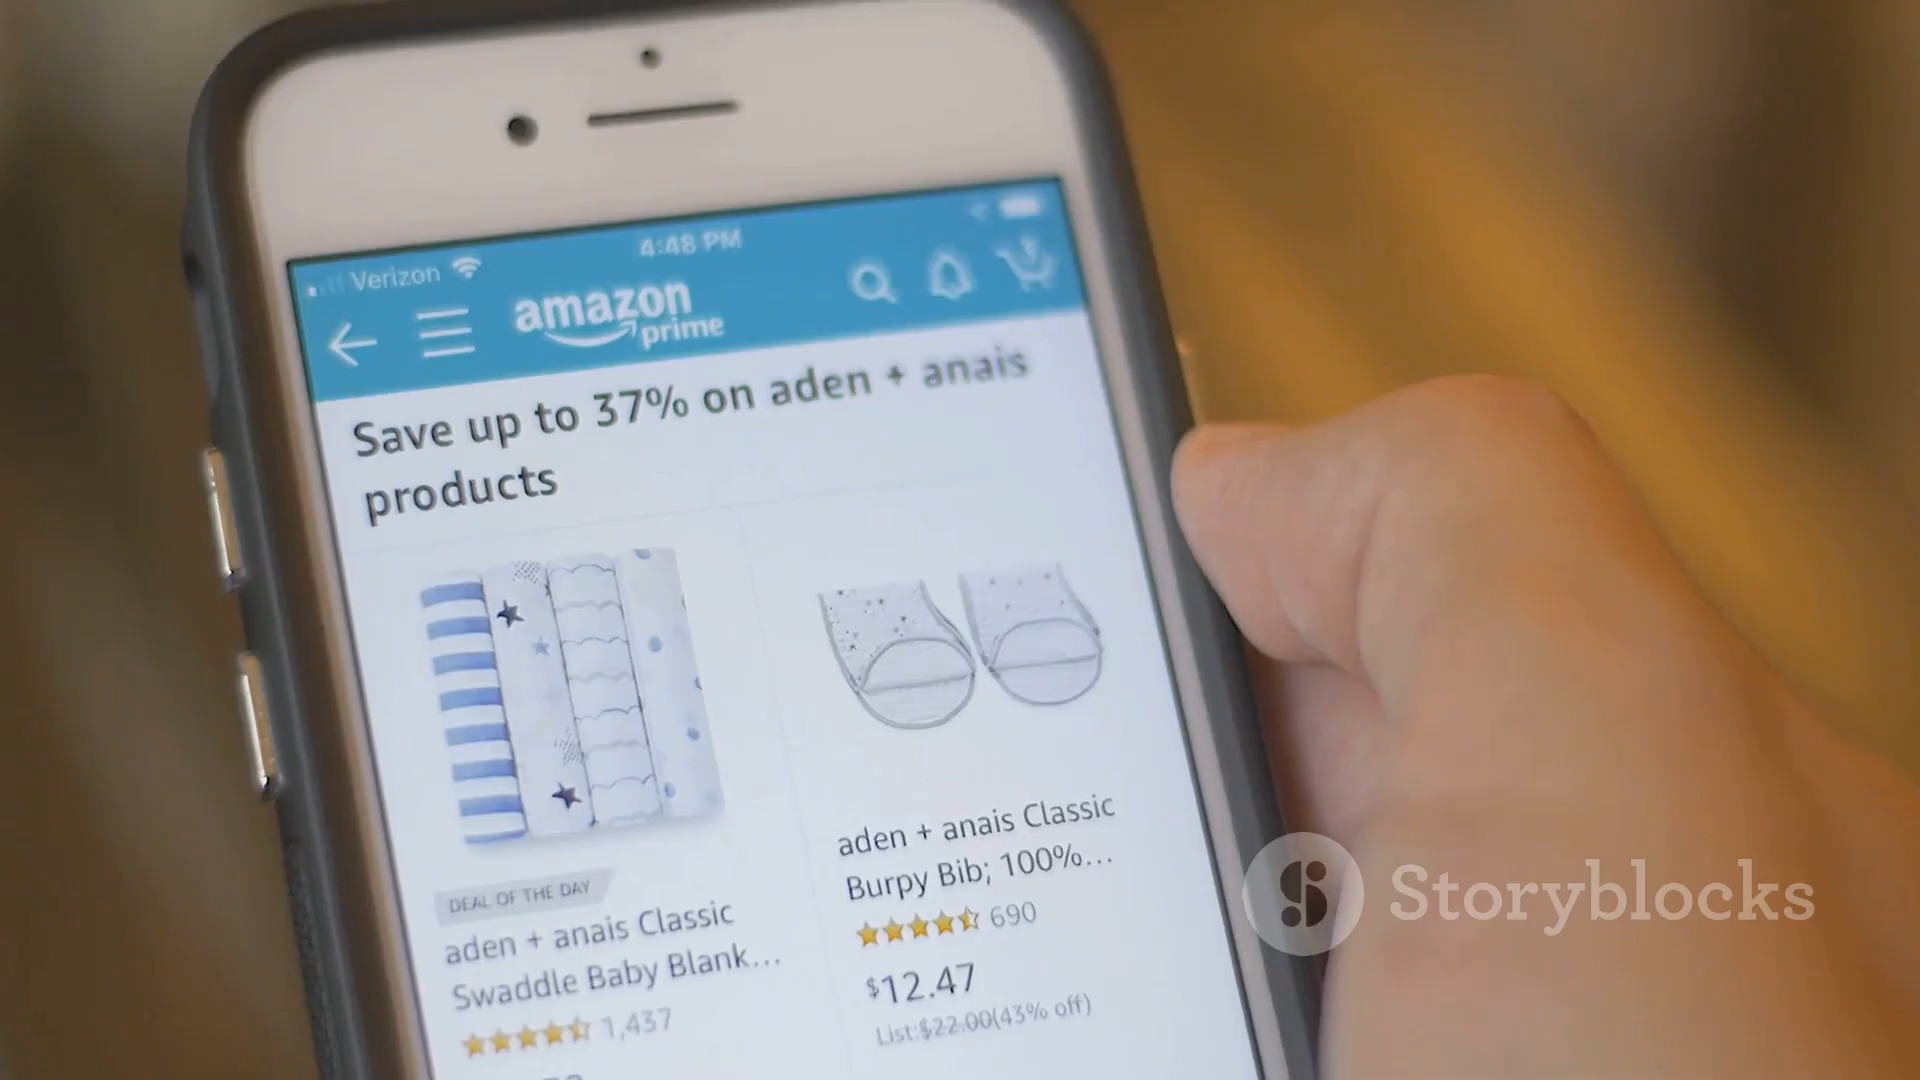 Verizon
4:48 PM
amazon
prime
Save up to 37% on aden + anais
products
DEAL OF THE DAY
aden + anais Classic
Swaddle Baby Blank...
1,437
aden + anais Classic
Burpy Bib; 100%...
690
$12.47
List:$22.00(43% off)
Storyblocks